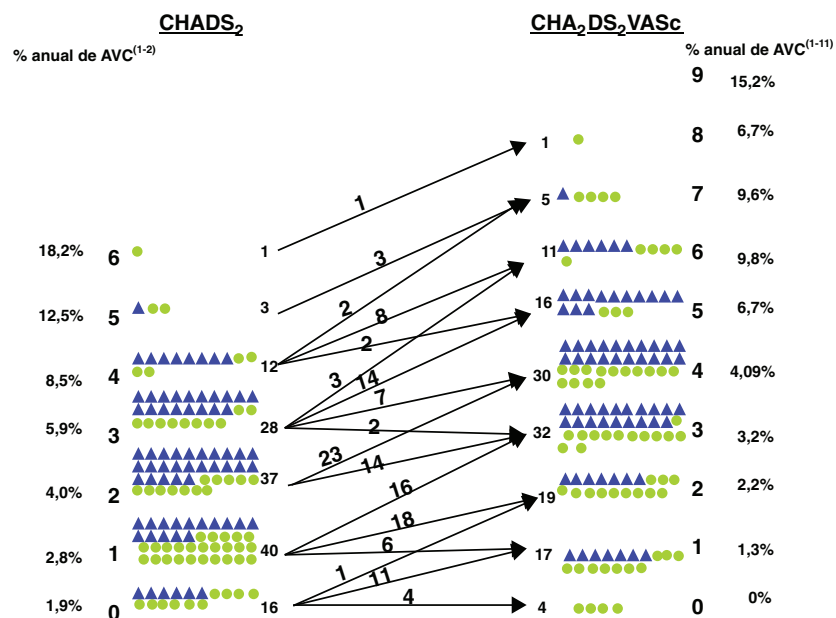 CHADS2
CHA2DS2VASc
% anual de AVC(1-2)
% anual de AVC(1-11)
9 15,2%
1 8 6,7%
1
5 7 9,6%
18,2% 6 1
3
11 6 9,8%
12,5% 5 3
2
8
16 5 6,7%
2
8,5% 4 12
3
14
30 4 4,09%
7
5,9% 3 28
2
32 3 3,2%
23
14
4,0% 2 37
16
19 2 2,2%
18
2,8% 1 40
6
17 1 1,3%
1
11
1,9% 0 16
4
4 0 0%